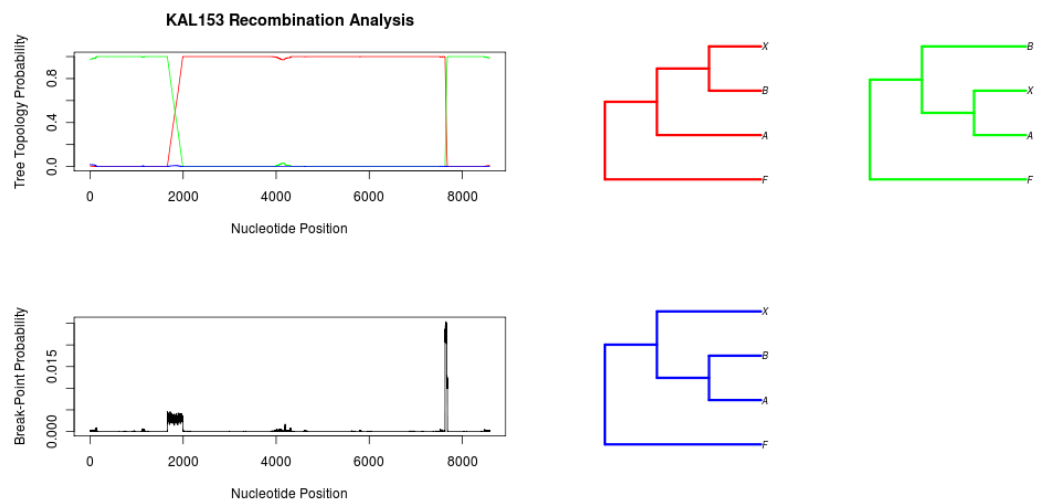 KAL153 Recombination Analysis
Tree Topology Probability
0.0
0.4
0.8
0 2000 4000 6000 8000
Nucleotide Position
X
B
A
F
B
X
A
F
Break-Point Probability
0.000
0.015
0 2000 4000 6000 8000
Nucleotide Position
X
B
A
F